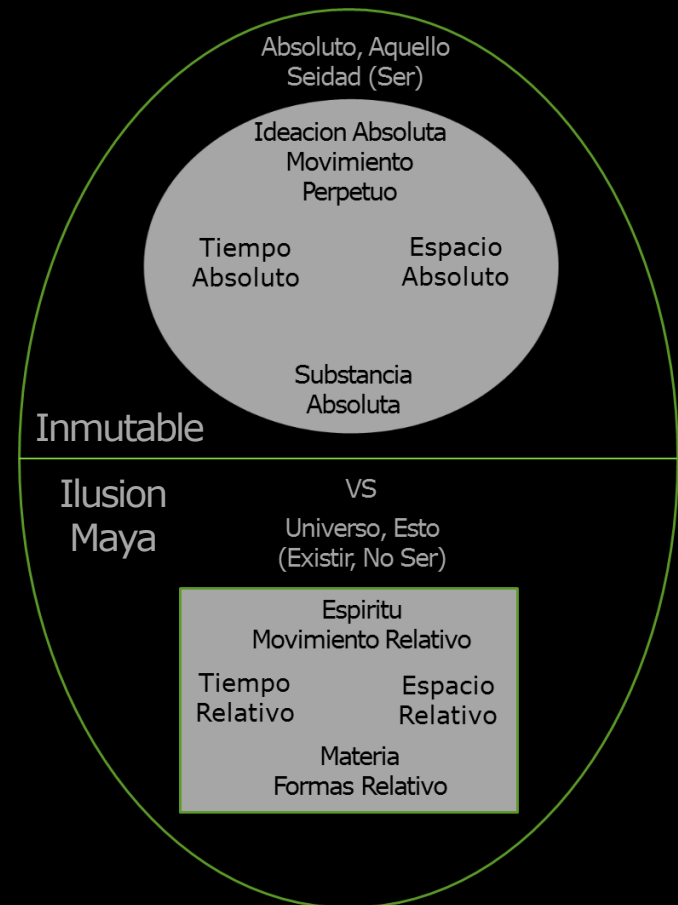 Absoluto, Aquello
Seidad (Ser)
Ideacion Absoluta
Movimiento
Perpetuo
Tiempo
Absoluto
Espacio
Absoluto
Substancia
Absoluta
Inmutable
Ilusion
Maya
VS
Universo, Esto
(Existir, No Ser)
Espiritu
Movimiento Relativo
Tiempo
Relativo
Espacio
Relativo
Materia
Formas Relativo